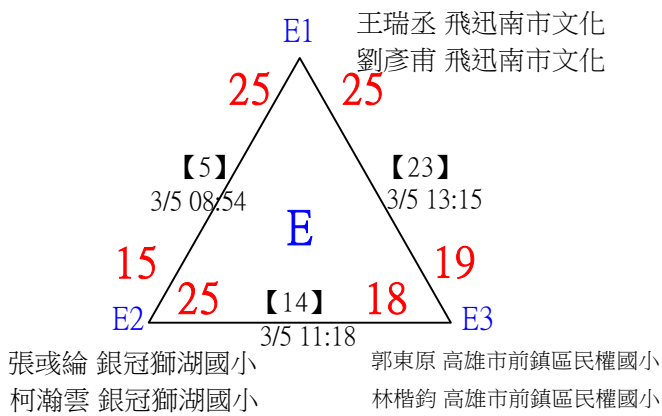 E1
王瑞丞 飛迅南市文化
劉彥甫 飛迅南市文化
25
25
【5】
3/5 08:54
【23】
3/5 13:15
E
15
19
25
【14】
18
E2
E3
3/5 11:18
張彧綸 銀冠獅湖國小
柯瀚雲 銀冠獅湖國小
郭東原 高雄市前鎮區民權國小
林楷鈞 高雄市前鎮區民權國小